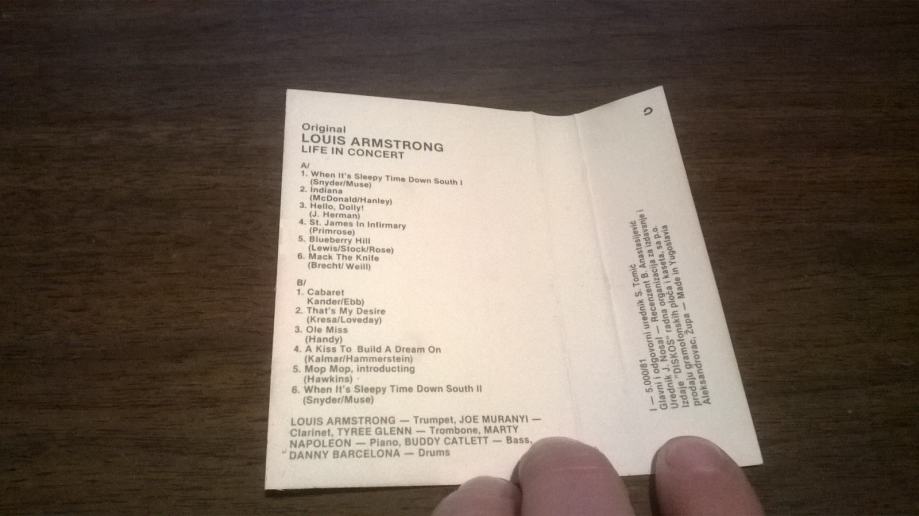 Original
LOUIS ARMSTRONG
LIFE IN CONCERT
A/
1. When It's Sleepy Time Down South I
(Snyder/Muse)
2. Indiana
(McDonald/Hanley)
3. Hello, Dolly!
(J. Herman)
4. St. James In Infirmary
(Primrose)
5. Blueberry Hill
(Lewis/Stock/Rose)
6. Mack The Knife
(Brecht/Weill)
B/
1. Cabaret
Kander/Ebb)
2. That's My Desire
(Kresa/Loveday)
3. Ole Miss
(Handy)
4. A Kiss To Build A Dream On
(Kalmar/Hammerstein)
5. Mop Mop, introducting
(Hawkins)
6. When It's Sleepy Time Down South II
(Snyder/Muse)
LOUIS ARMSTRONG — Trumpet, JOE MURANYI —
Clarinet, TYREE GLENN — Trombone, MARTY
NAPOLEON — Piano, BUDDY CATLETT — Bass,
DANNY BARCELONA — Drums
I — 5.000/81
Glavni i odgovorni urednik S. Tomić
Urednik J. Nosal — Recenzent B. Anastasijević
Izdaje "DISKOS" radna organizacija za izdavanje i
prodaju gramofonskih ploča i kaseta, sa p.o.
Aleksandrovac, Župa — Made in Yugoslavia